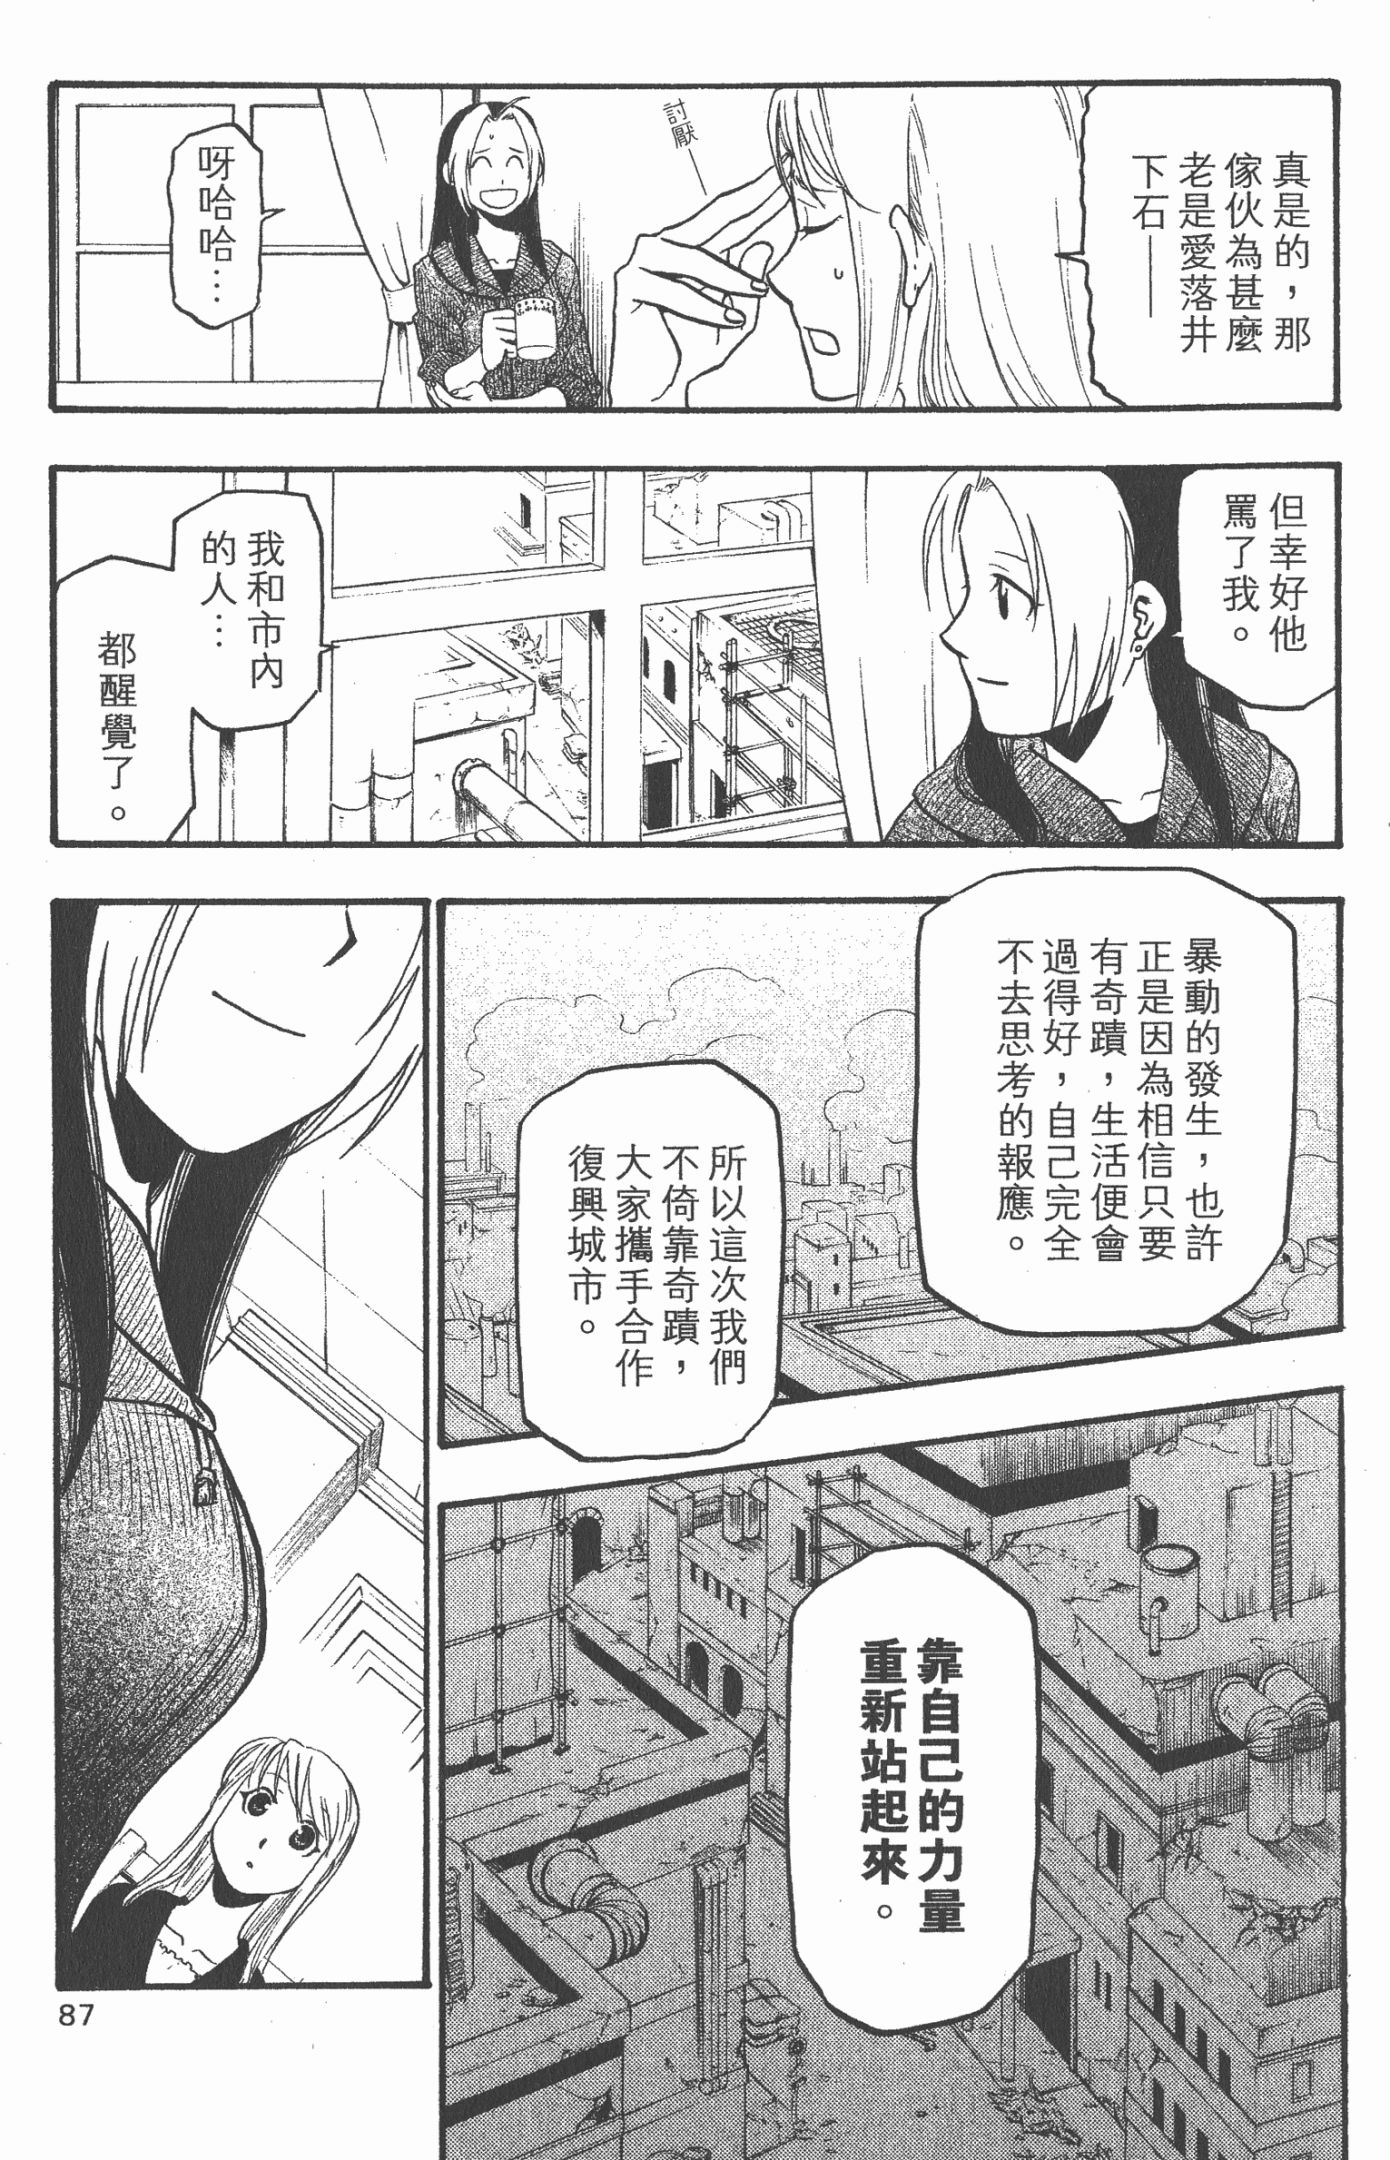 真是的，那
傢伙為甚麼
老是愛落井
下石——
討厭—
呀哈哈…
但幸好他
罵了我。
我和市內
的人…
都醒覺了。
暴動的發生，也許
正是因為相信只要
有奇蹟，生活便會
過得好，自己完全
不去思考的報應。
所以這次我們
不倚靠奇蹟，
大家攜手合作
復興城市。
靠自己的力量
重新站起來。
87